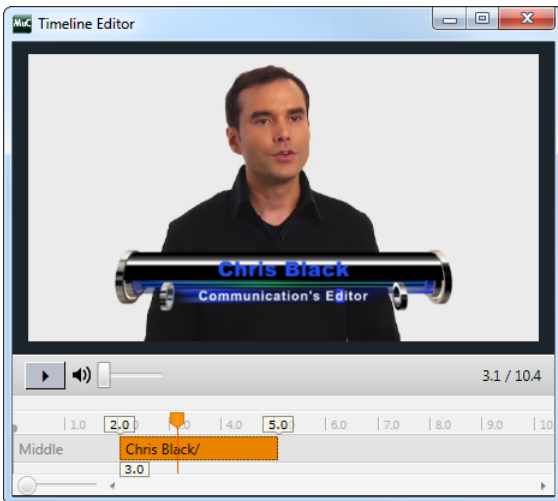 MuC Timeline Editor
Chris Black
Communication's Editor
3.1 / 10.4
1.0 2.0 4.0 5.0 6.0 7.0 8.0 9.0 10
Middle Chris Black/
3.0